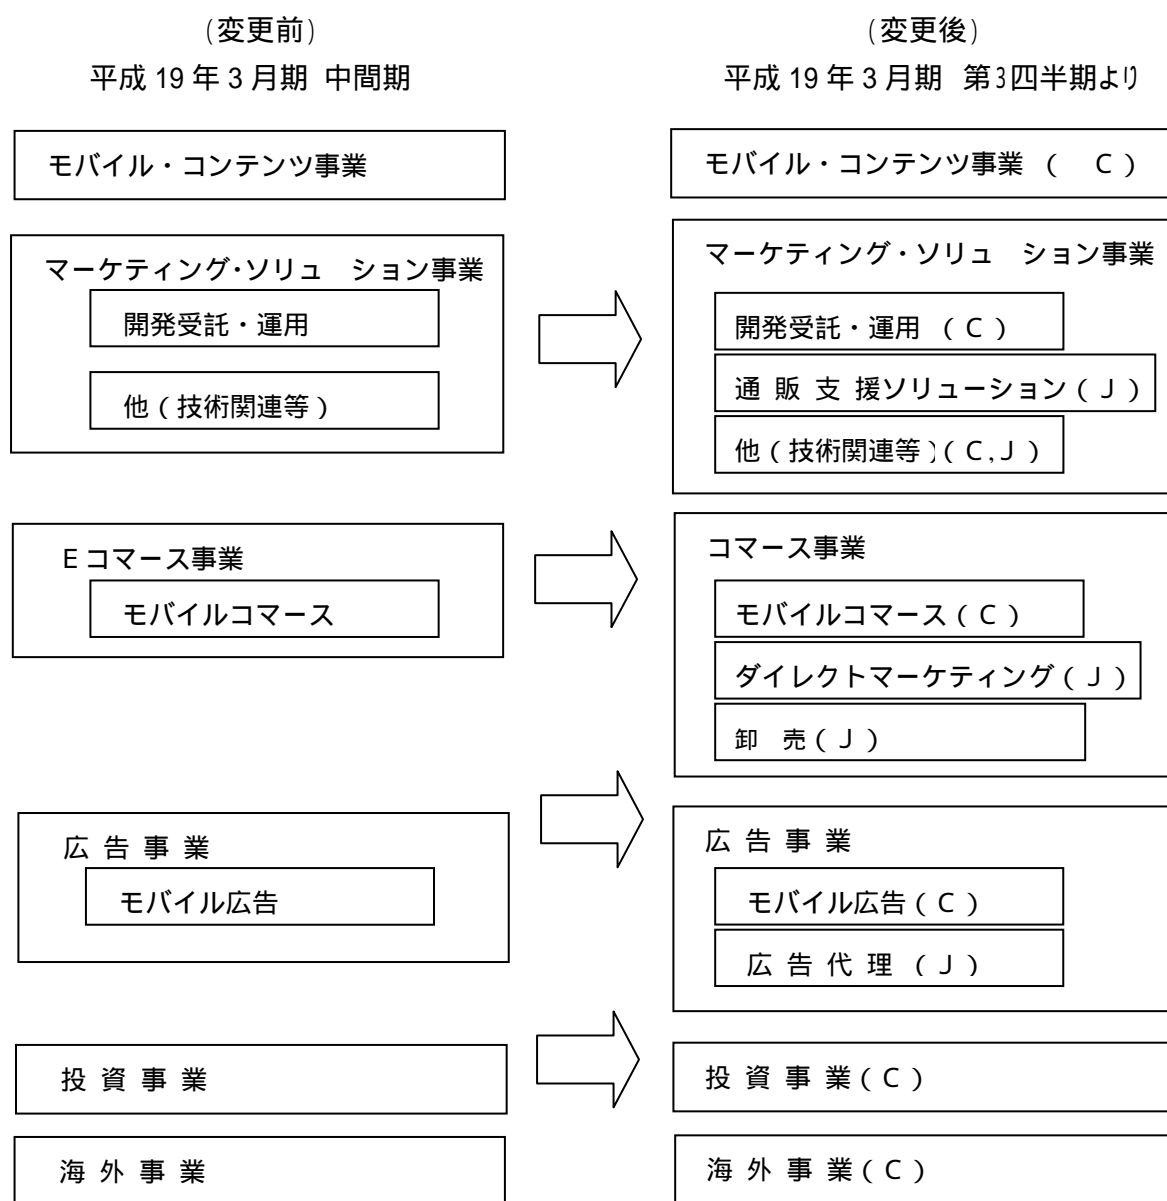 (変更前)
平成 19 年 3 月期 中間期
モバイル・コンテンツ事業
マーケティング・ソリュ ション事業
開発受託・運用
他(技術関連等)
Eコマース事業
モバイルコマース
広 告 事 業
モバイル広告
投 資 事 業
海 外 事 業
(変更後)
平成 19 年 3 月期 第3四半期より
モバイル・コンテンツ事業 ( C )
マーケティング・ソリュ ション事業
開発受託・運用 (C)
通 販 支 援ソリューション(J)
他(技術関連等)(C,J)
コマース事業
モバイルコマース(C)
ダイレクトマーケティング(J)
卸 売(J)
広 告 事 業
モバイル広告(C)
広 告 代 理 (J)
投 資 事 業(C)
海 外 事 業(C)